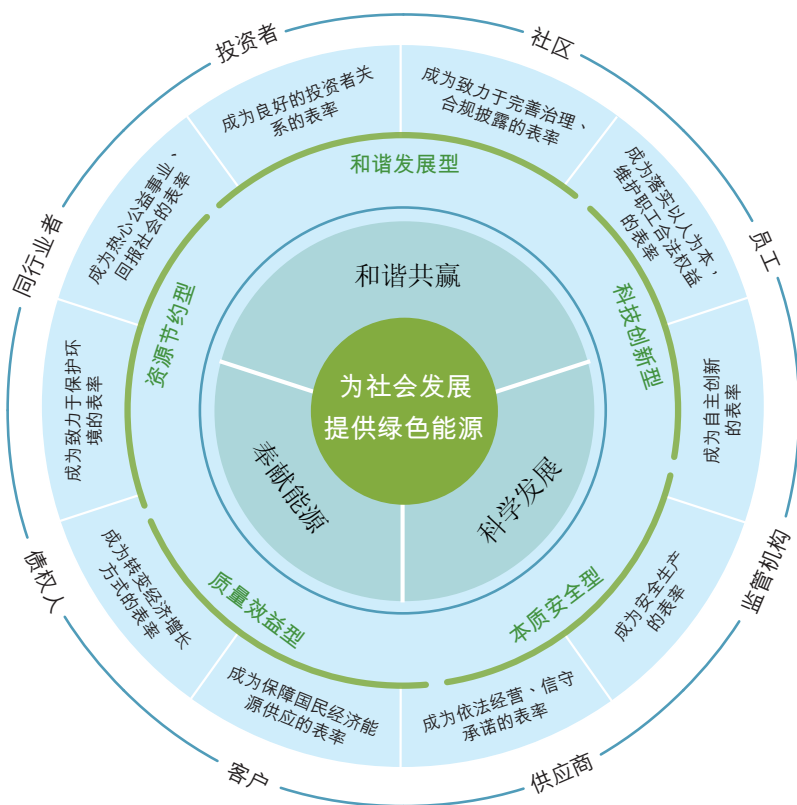 投资者
社区
员工
监管机构
供应商
客户
债权人
同行业者
成为良好的投资者关
系的表率
成为致力于完善治理、
合规披露的表率
成为落实以人为本，
维护职工合法权益
的表率
成为自主创新
的表率
成为安全生产
的表率
成为依法经营、信守
承诺的表率
成为保障国民经济能
源供应的表率
成为转变经济增长
方式的表率
成为致力于保护环
境的表率
成为热心公益事业、
回报社会的表率
和谐发展型
科技创新型
本质安全型
质量效益型
资源节约型
和谐共赢
科学发展
奉献能源
为社会发展
提供绿色能源